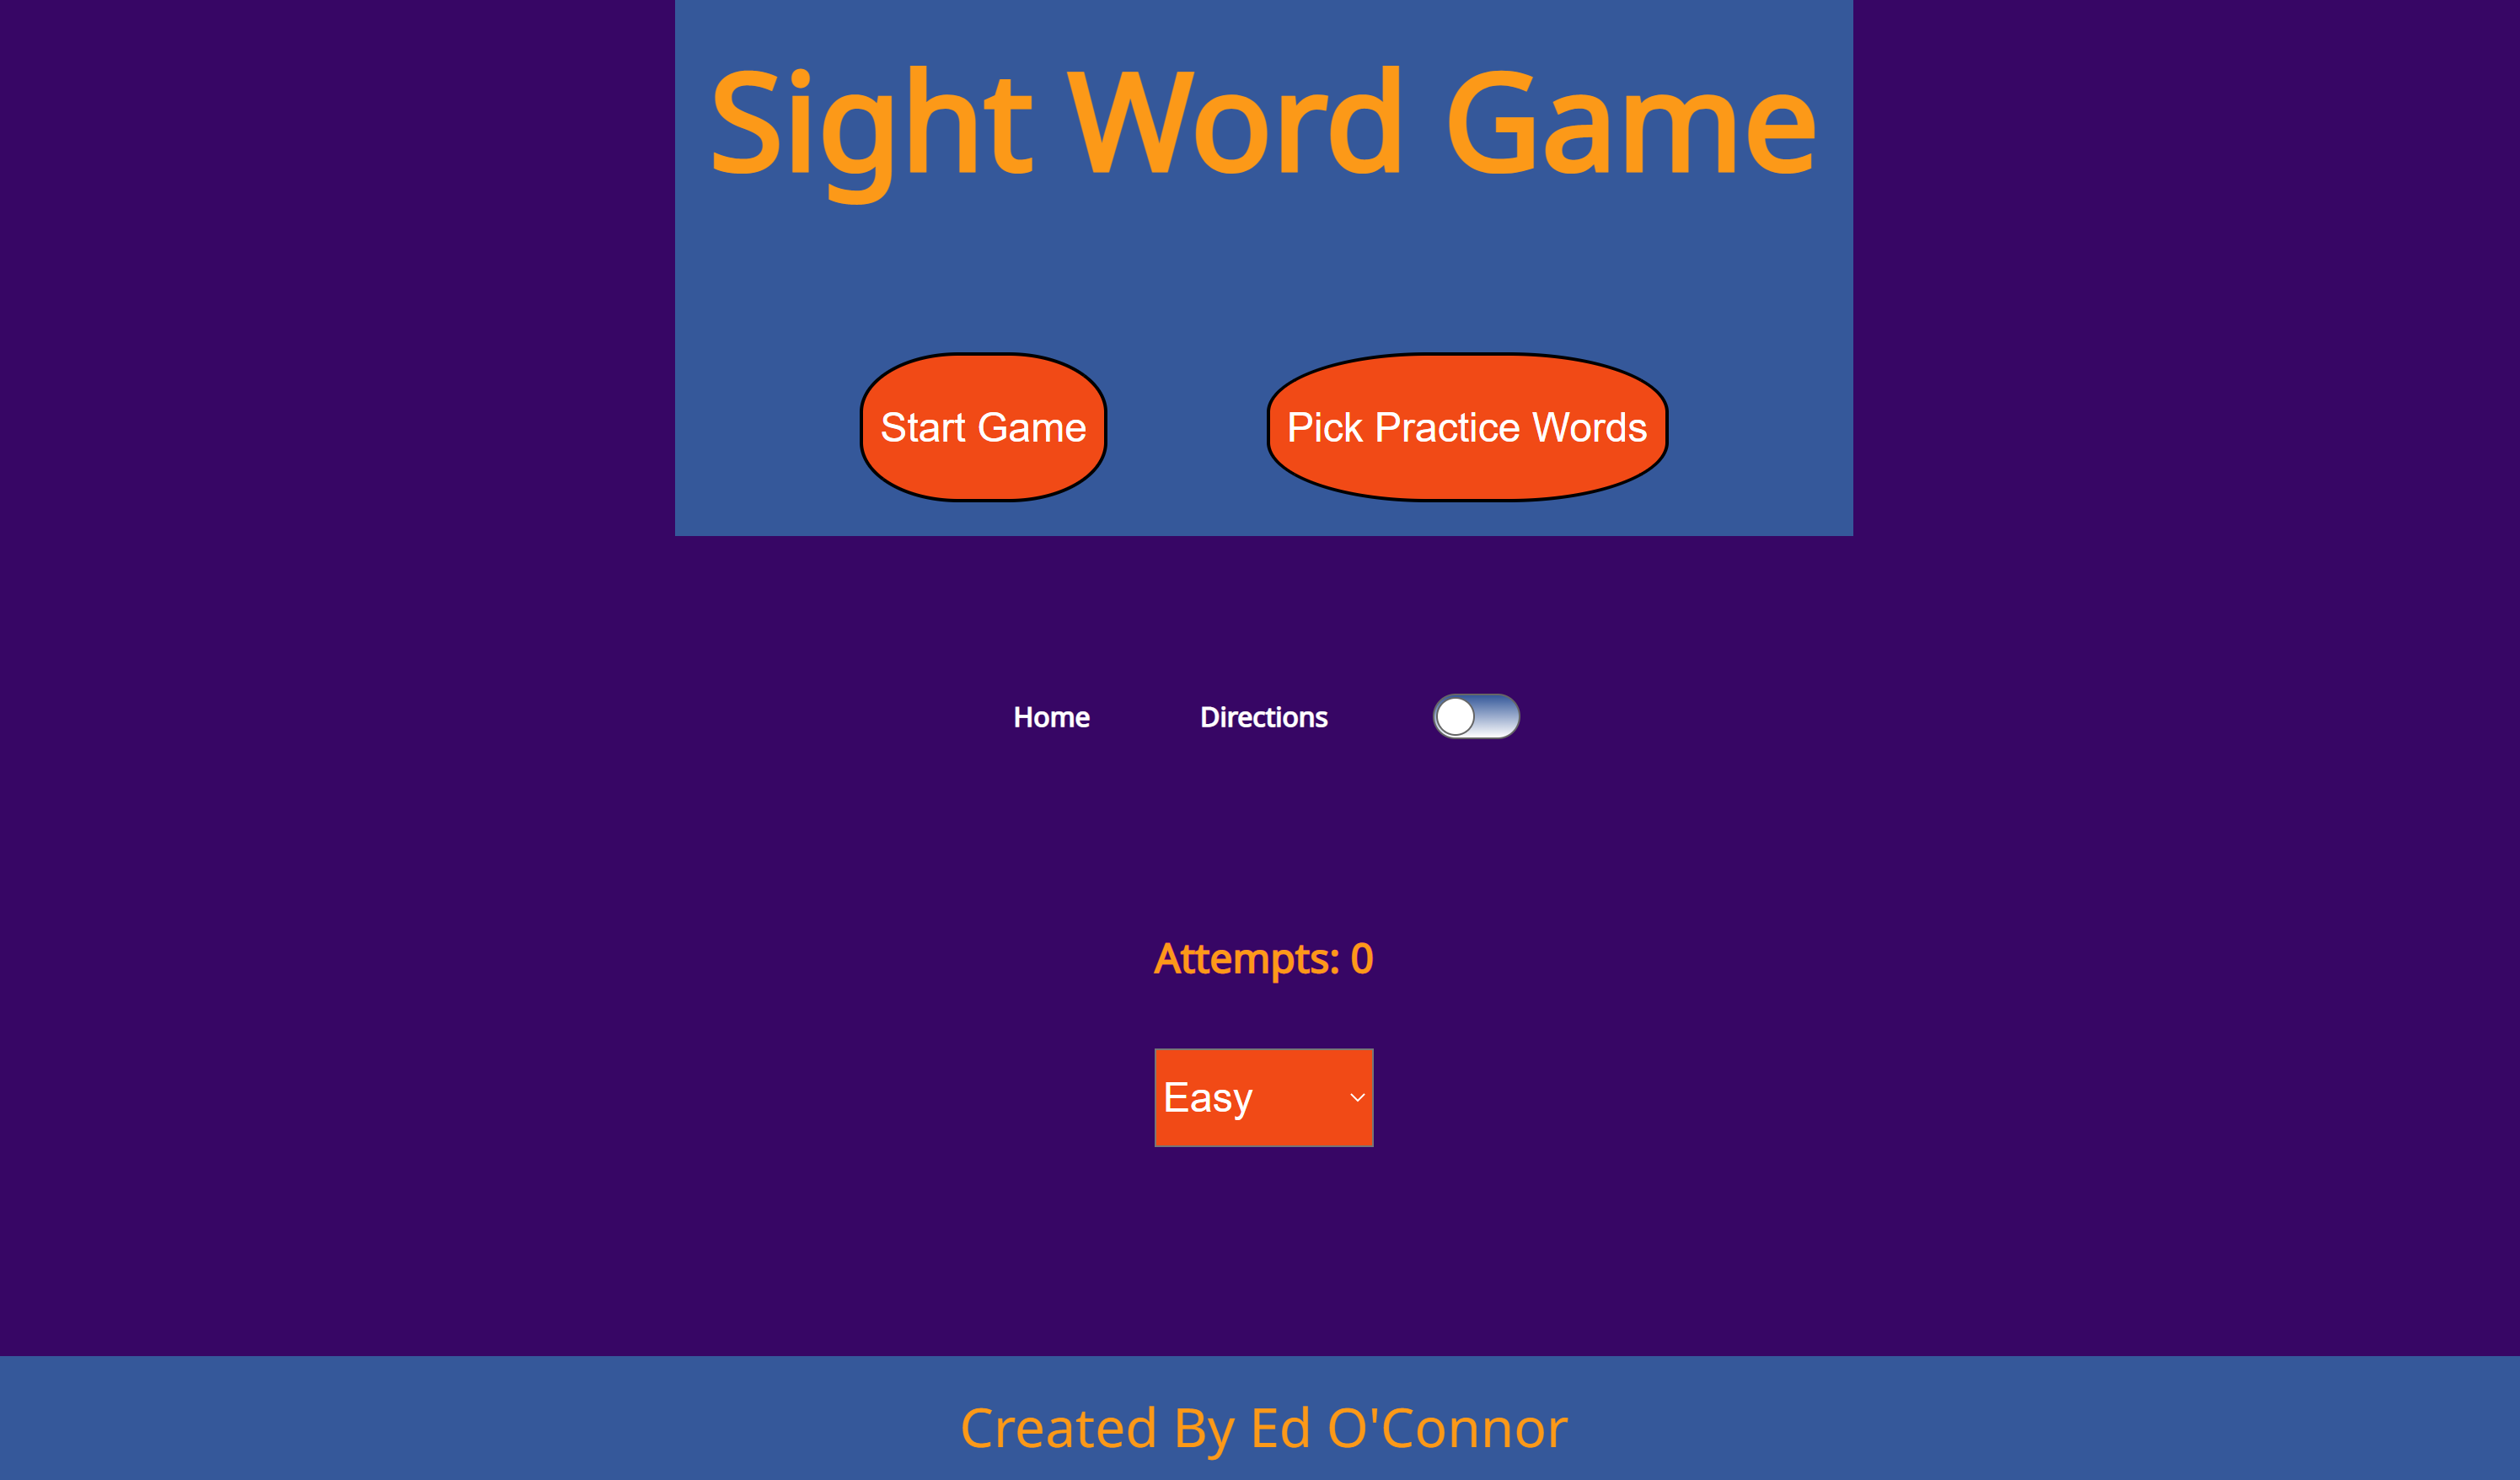 Sight Word Game
Start Game Pick Practice Words
Home Directions
Attempts: 0
Easy
Created By Ed O'Connor